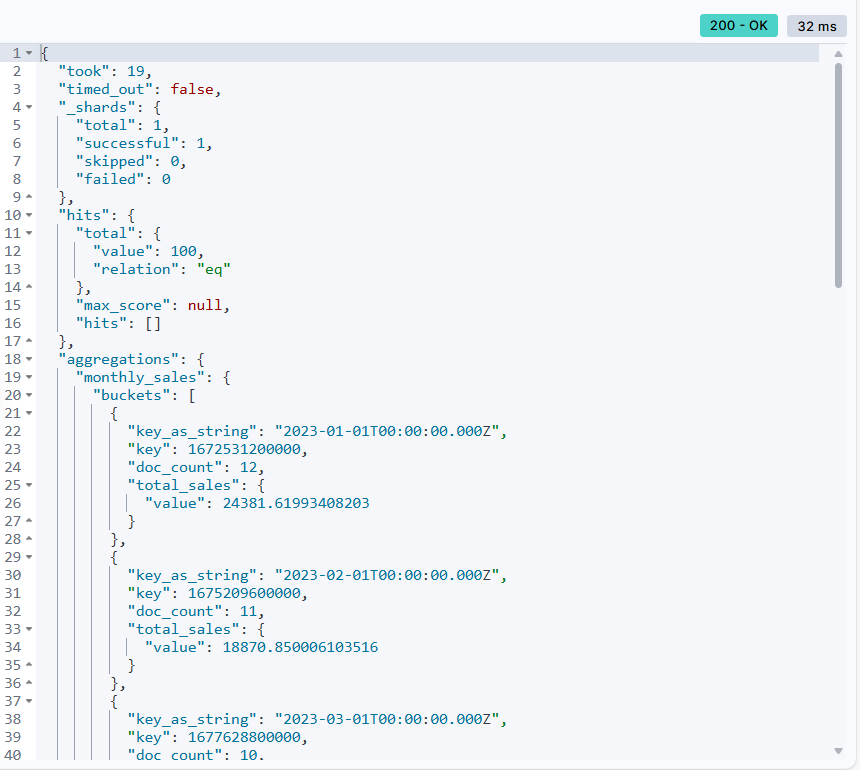 200 - OK 32 ms
1 {
2 "took": 19,
3 "timed_out": false,
4 "_shards": {
5 "total": 1,
6 "successful": 1,
7 "skipped": 0,
8 "failed": 0
9 },
10 "hits": {
11 "total": {
12 "value": 100,
13 "relation": "eq"
14 },
15 "max_score": null,
16 "hits": []
17 },
18 "aggregations": {
19 "monthly_sales": {
20 "buckets": [
21 {
22 "key_as_string": "2023-01-01T00:00:00.000Z",
23 "key": 1672531200000,
24 "doc_count": 12,
25 "total_sales": {
26 "value": 24381.61993408203
27 }
28 },
29 {
30 "key_as_string": "2023-02-01T00:00:00.000Z",
31 "key": 1675209600000,
32 "doc_count": 11,
33 "total_sales": {
34 "value": 18870.850006103516
35 }
36 },
37 {
38 "key_as_string": "2023-03-01T00:00:00.000Z",
39 "key": 1677628800000,
40 "doc_count": 10,